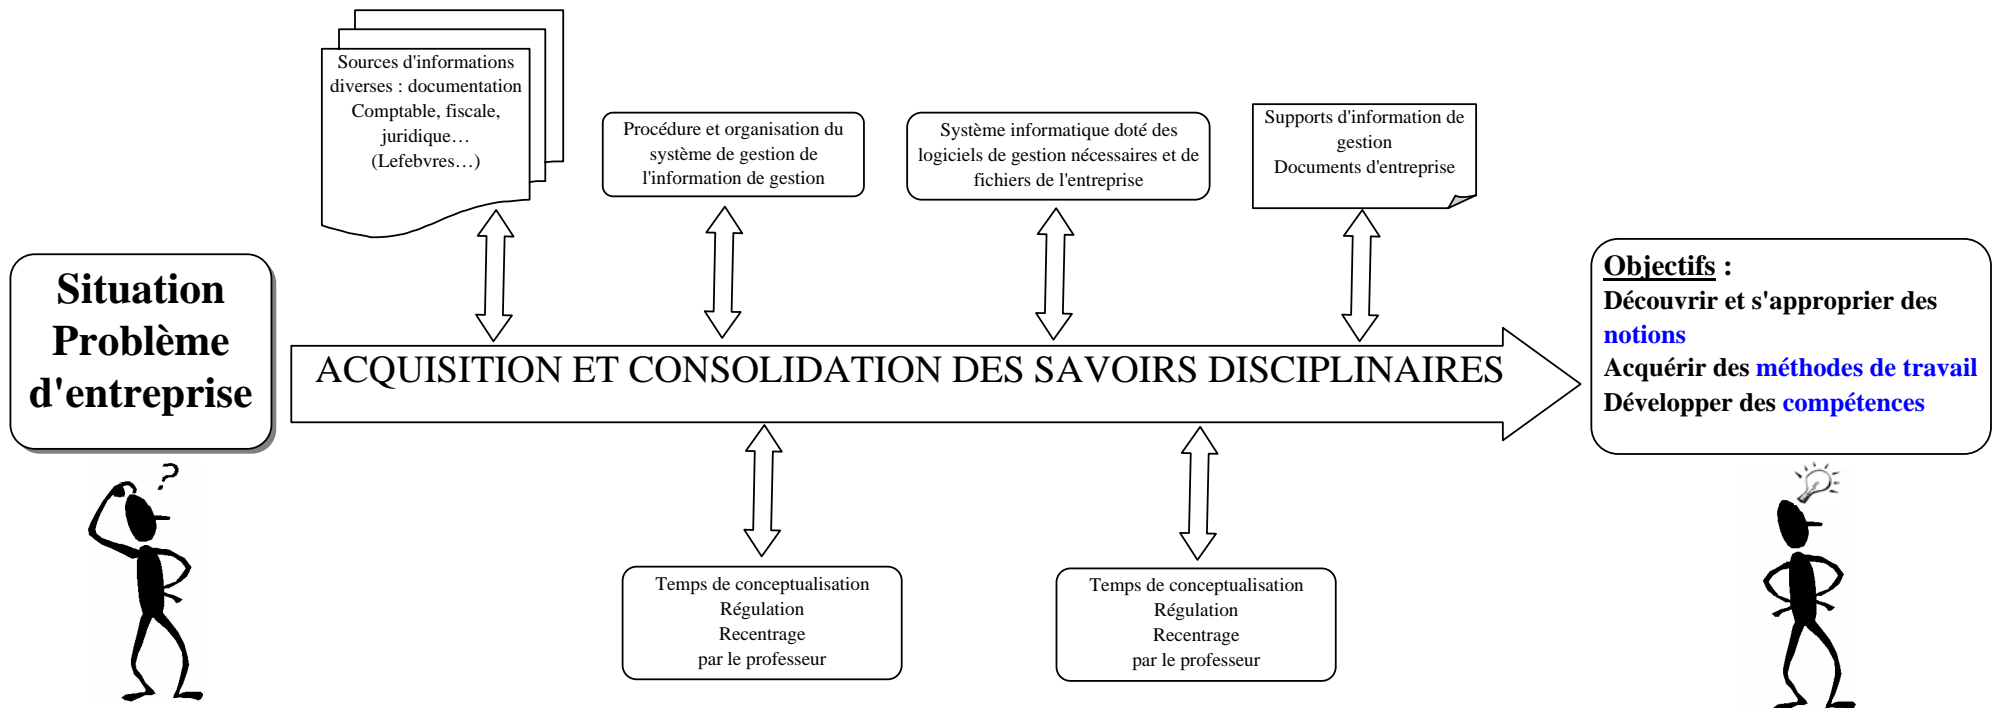 Sources d'informations
diverses : documentation
Comptable, fiscale,
juridique…
(Lefebvres…)
Procédure et organisation du
système de gestion de
l'information de gestion
Système informatique doté des
logiciels de gestion nécessaires et de
fichiers de l'entreprise
Supports d'information de
gestion
Documents d'entreprise
Situation
Problème
d'entreprise
ACQUISITION ET CONSOLIDATION DES SAVOIRS DISCIPLINAIRES
Objectifs :
Découvrir et s'approprier des
notions
Acquérir des méthodes de travail
Développer des compétences
?
Temps de conceptualisation
Régulation
Recentrage
par le professeur
Temps de conceptualisation
Régulation
Recentrage
par le professeur